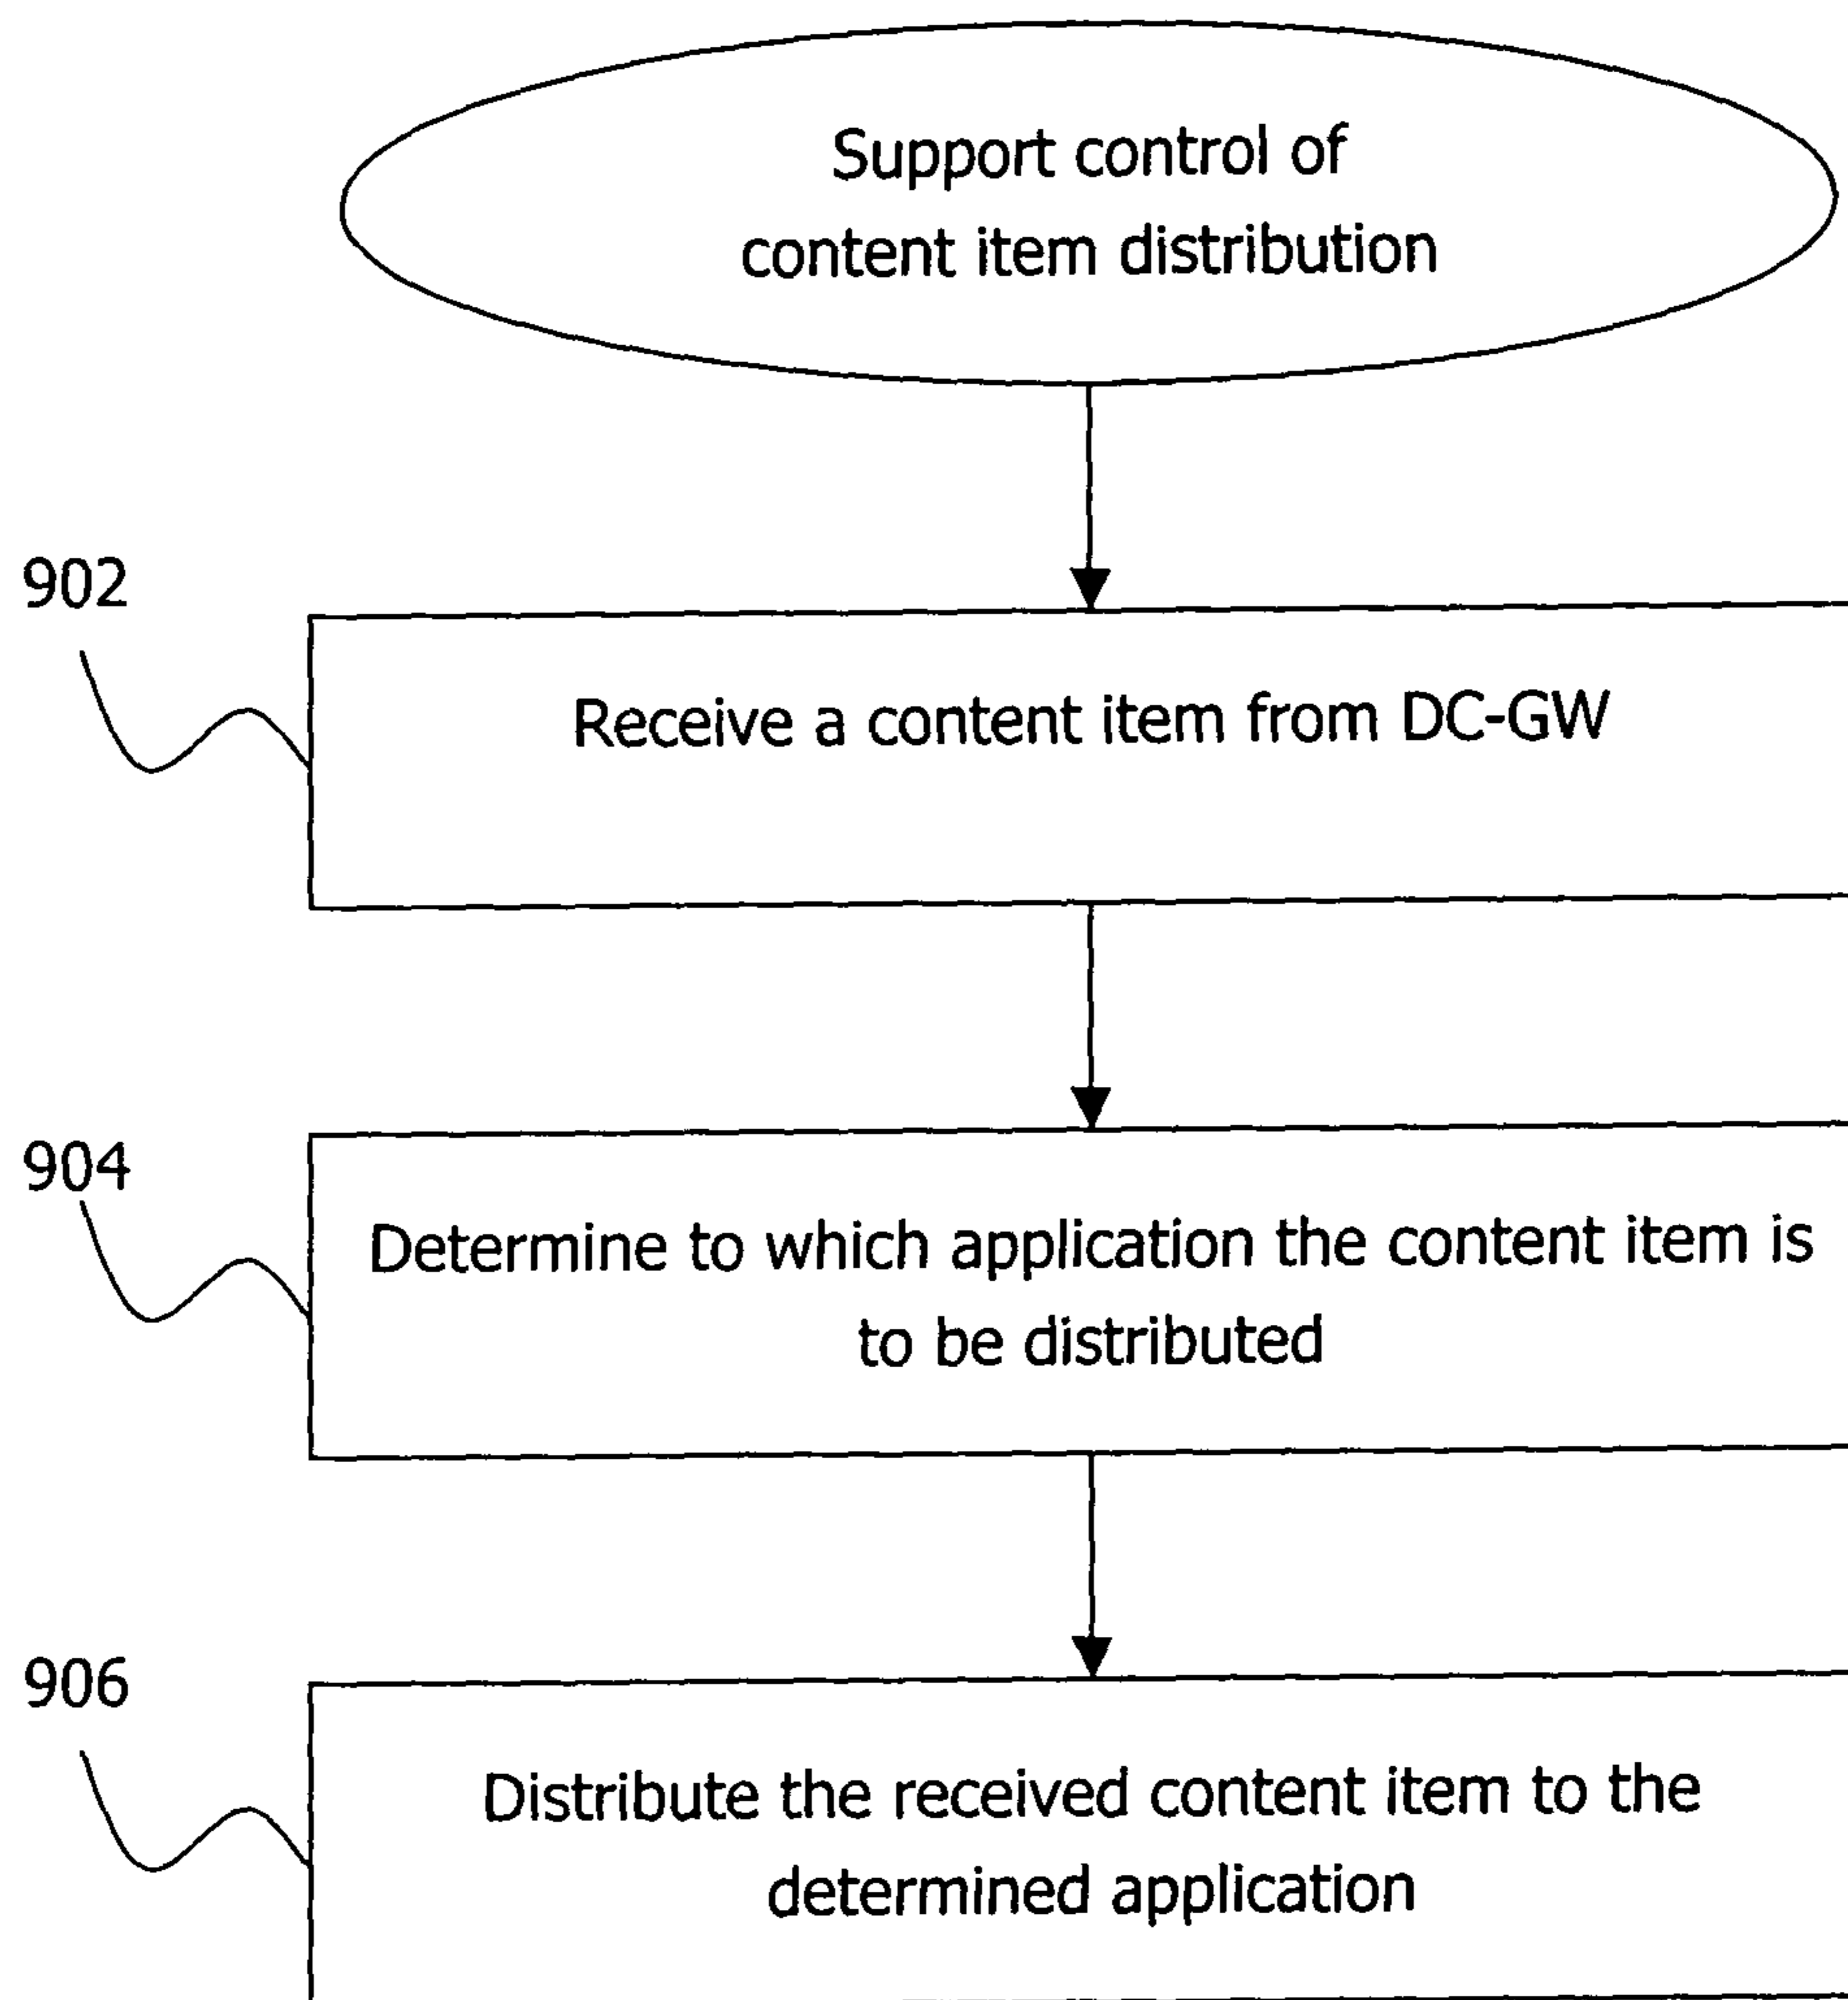 Support control of
content item distribution
902
Receive a content item from DC-GW
904
Determine to which application the content item is
to be distributed
906
Distribute the received content item to the
determined application